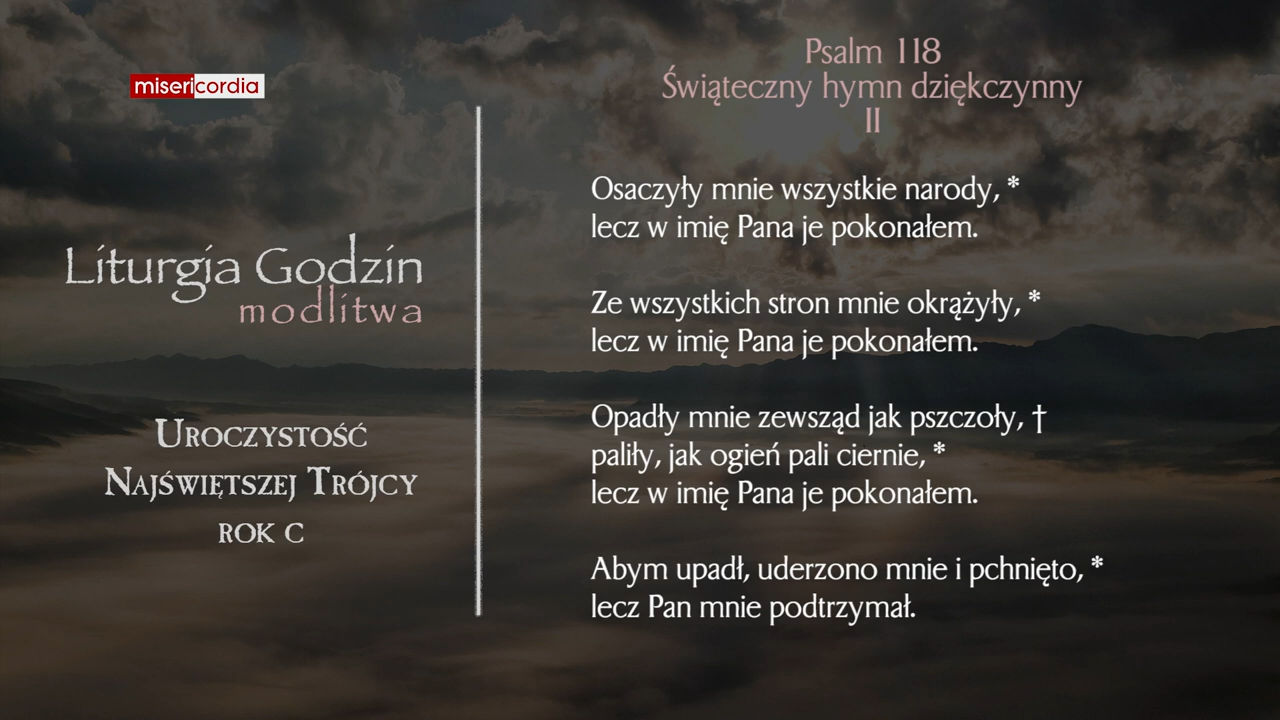 misericordia
Liturgia Godzin
modlitwa
Uroczystość
Najświętszej Trójcy
rok C
Psalm 118
Świąteczny hymn dziękczynny
II
Osaczyły mnie wszystkie narody, *
lecz w imię Pana je pokonałem.
Ze wszystkich stron mnie okrążyły, *
lecz w imię Pana je pokonałem.
Opadły mnie zewsząd jak pszczoły, †
paliły, jak ogień pali ciernie, *
lecz w imię Pana je pokonałem.
Abym upadł, uderzono mnie i pchnięto, *
lecz Pan mnie podtrzymał.